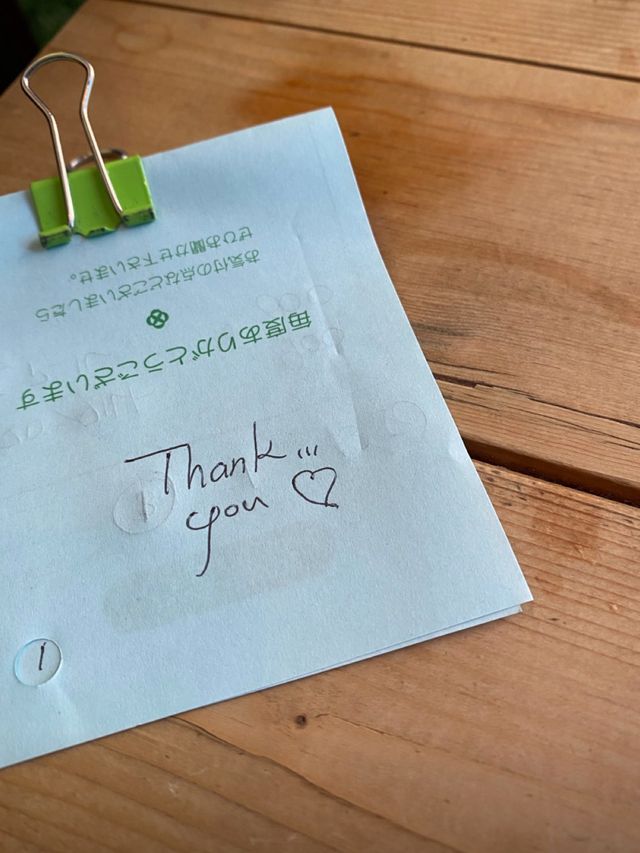 毎度ありがとうございます
お気付の点などございましたら
ぜひお聞かせ下さいませ。
Thank...
you ♡
1